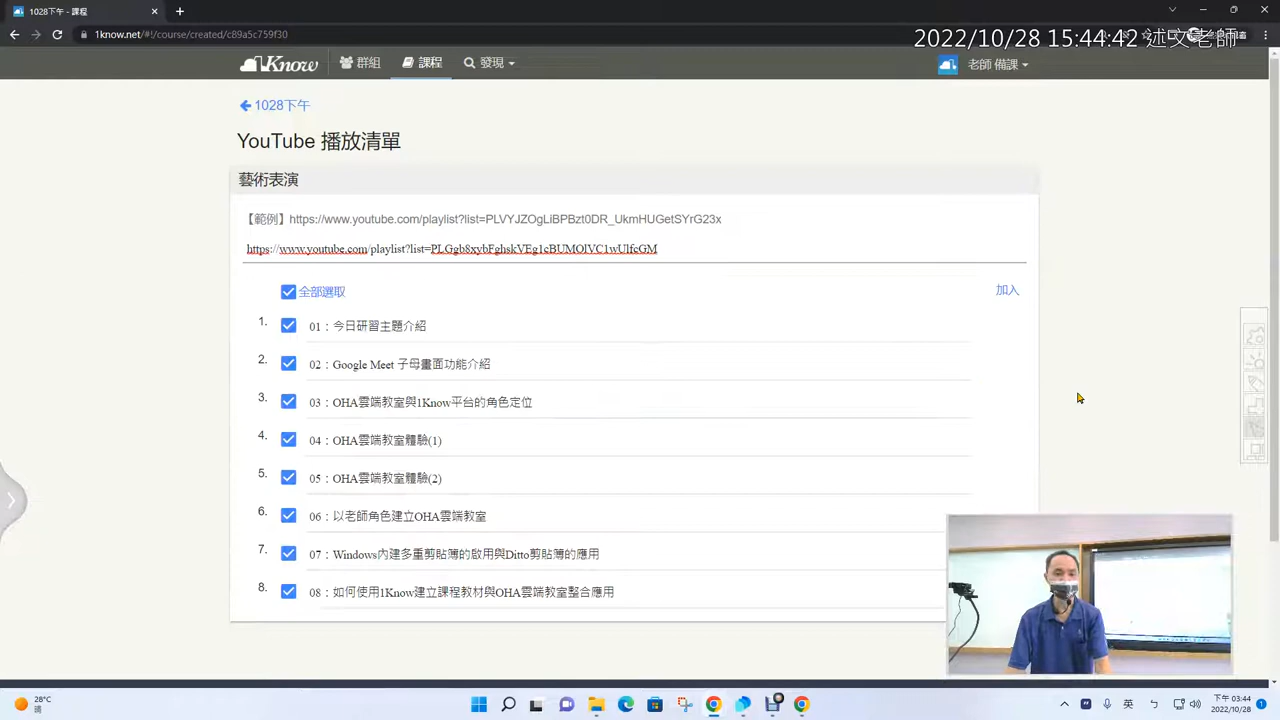 1028下午 - 課程
1know.net/#!/course/created/c89a5c759f30
2022/10/28 15:44:42 述文老師
1Know 群組 課程 發現 老師 備課
1028下午
YouTube 播放清單
藝術表演
【範例】https://www.youtube.com/playlist?list=PLVYJZOgLiBPBzt0DR_UkmHUGetSYrG23x
https://www.youtube.com/playlist?list=PLGgb8xybFghskVEg1cBUMOlVC1wUlfcGM
全部選取 加入
1. 01：今日研習主題介紹
2. 02：Google Meet 子母畫面功能介紹
3. 03：OHA雲端教室與1Know平台的角色定位
4. 04：OHA雲端教室體驗(1)
5. 05：OHA雲端教室體驗(2)
6. 06：以老師角色建立OHA雲端教室
7. 07：Windows內建多重剪貼簿的啟用與Ditto剪貼簿的應用
8. 08：如何使用1Know建立課程教材與OHA雲端教室整合應用
28°C
晴
英
下午 03:44
2022/10/28